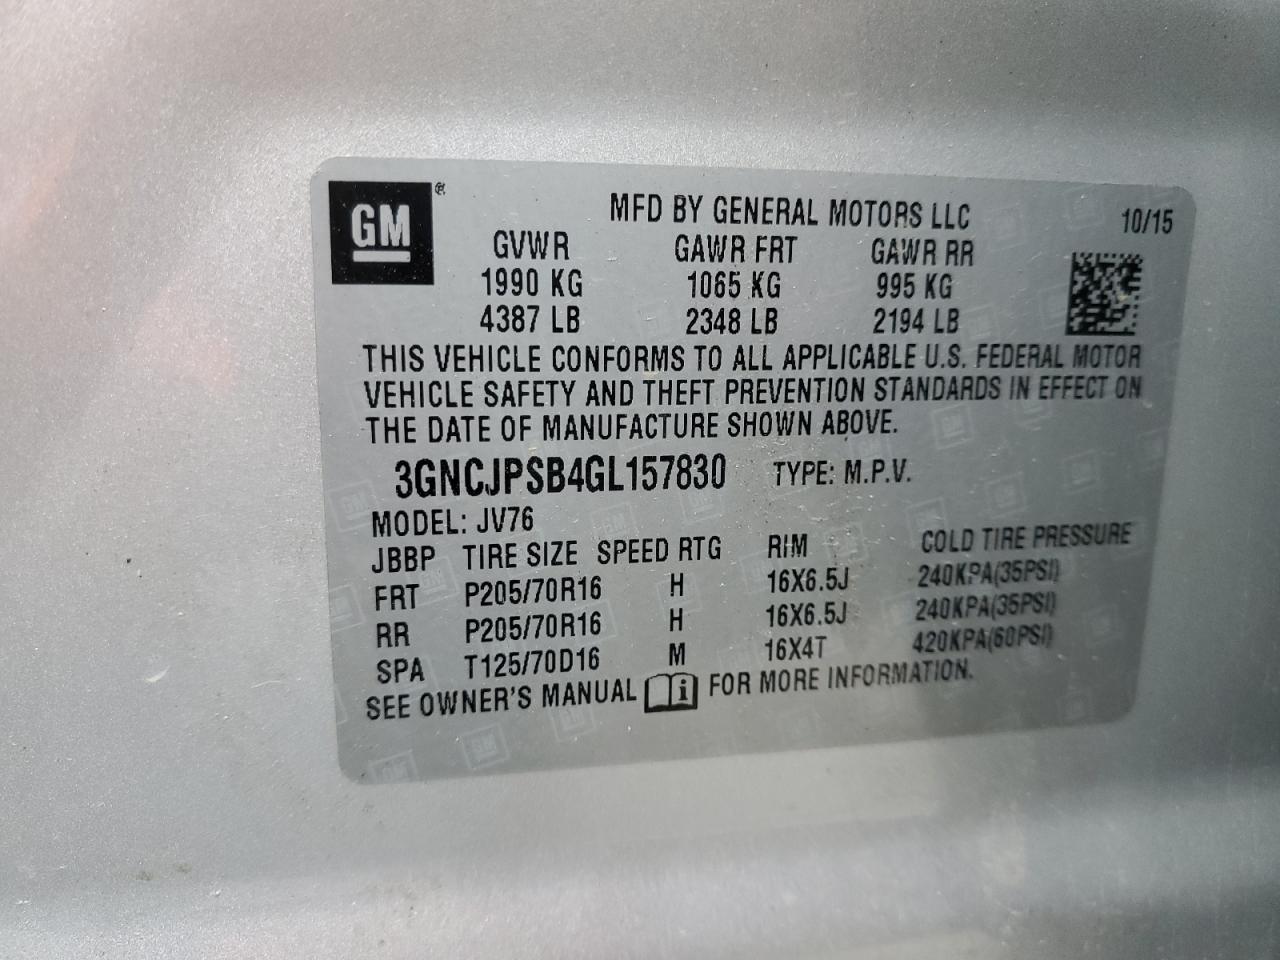 GM ®
MFD BY GENERAL MOTORS LLC 10/15
GVWR GAWR FRT GAWR RR
1990 KG 1065 KG 995 KG
4387 LB 2348 LB 2194 LB
THIS VEHICLE CONFORMS TO ALL APPLICABLE U.S. FEDERAL MOTOR
VEHICLE SAFETY AND THEFT PREVENTION STANDARDS IN EFFECT ON
THE DATE OF MANUFACTURE SHOWN ABOVE.
3GNCJPSB4GL157830 TYPE: M.P.V.
MODEL: JV76
JBBP TIRE SIZE SPEED RTG RIM COLD TIRE PRESSURE
FRT P205/70R16 H 16X6.5J 240KPA(35PSI)
RR P205/70R16 H 16X6.5J 240KPA(35PSI)
SPA T125/70D16 M 16X4T 420KPA(60PSI)
SEE OWNER'S MANUAL i FOR MORE INFORMATION.